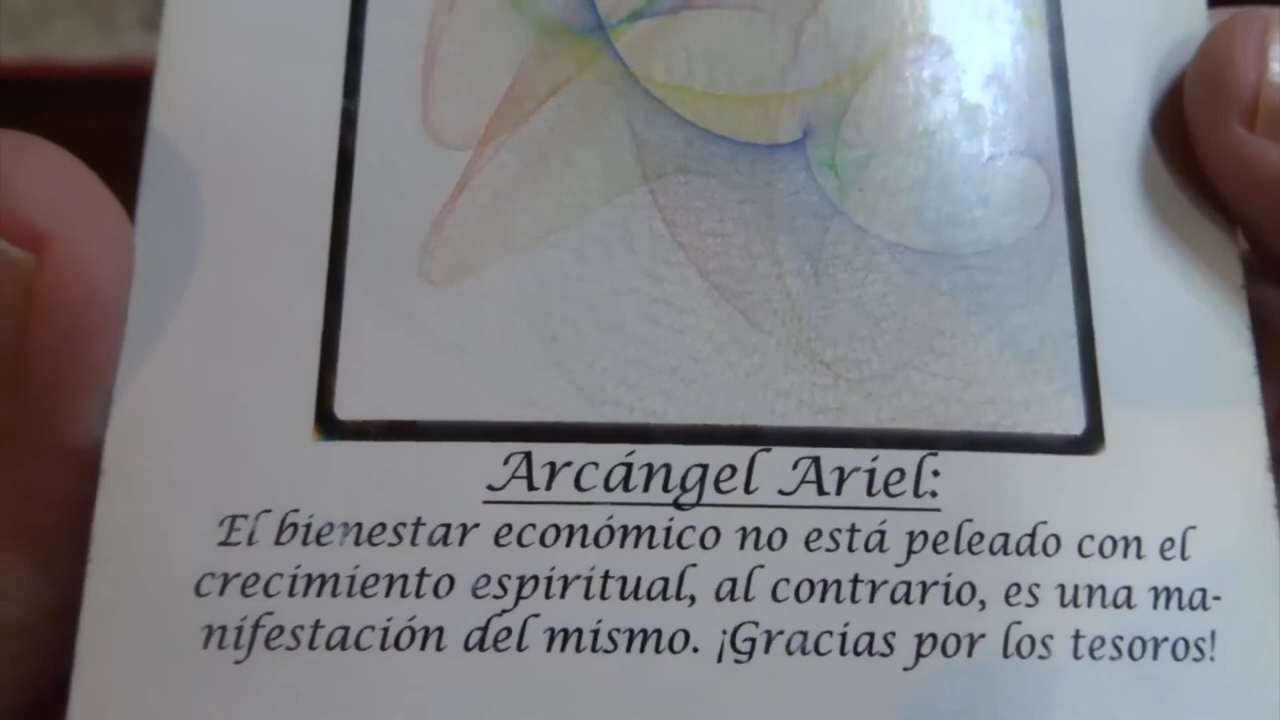 Arcángel Ariel:
El bienestar económico no está peleado con el
crecimiento espiritual, al contrario, es una ma-
nifestación del mismo. ¡Gracias por los tesoros!